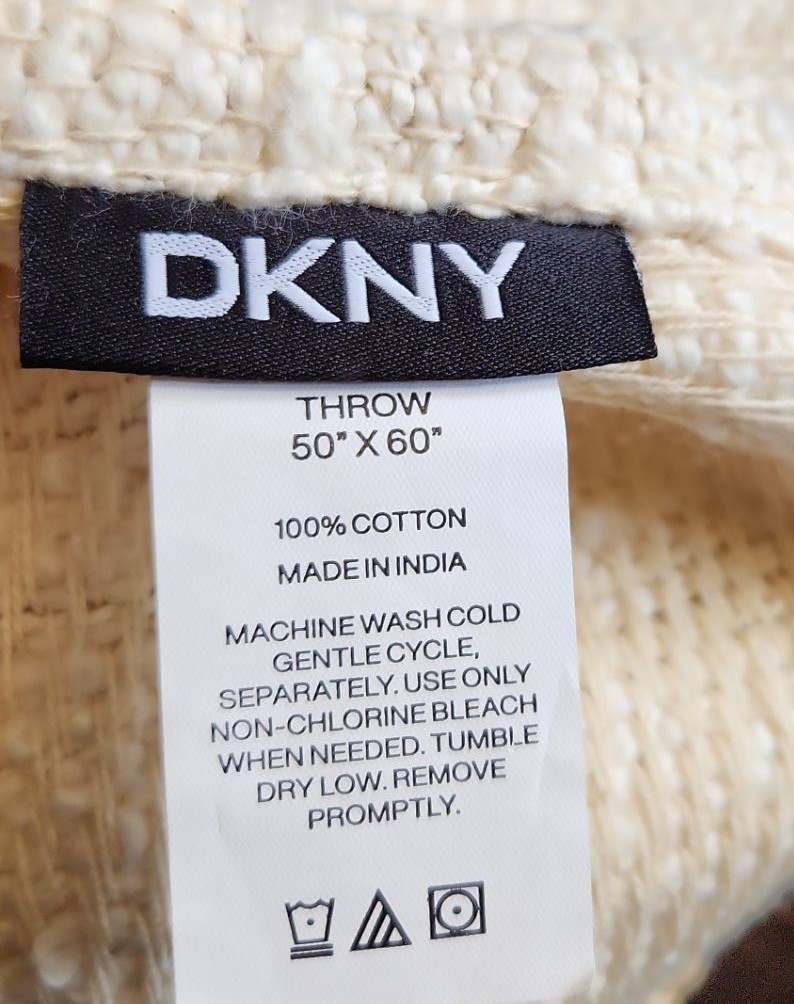 DKNY
THROW
50" X 60"
100% COTTON
MADE IN INDIA
MACHINE WASH COLD
GENTLE CYCLE,
SEPARATELY. USE ONLY
NON-CHLORINE BLEACH
WHEN NEEDED. TUMBLE
DRY LOW. REMOVE
PROMPTLY.